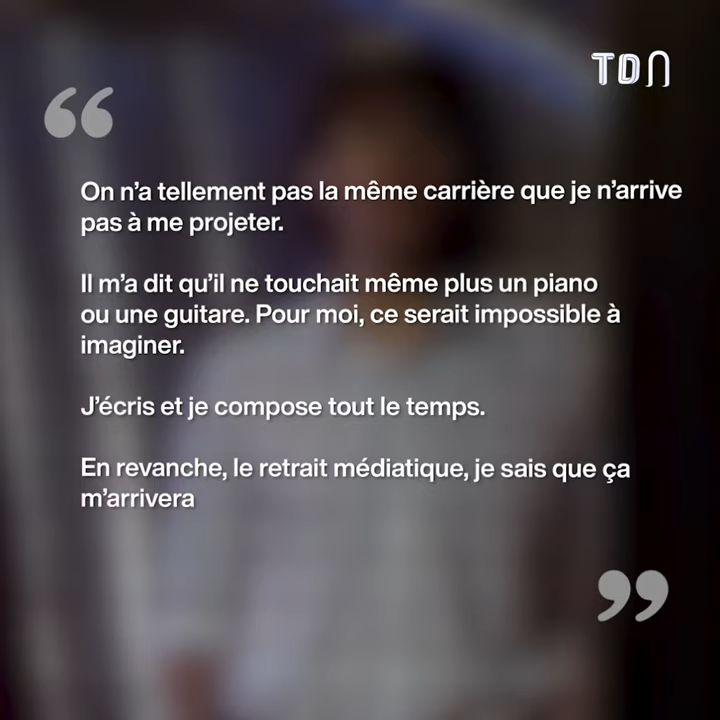 TDN
“
On n’a tellement pas la même carrière que je n’arrive
pas à me projeter.
Il m’a dit qu’il ne touchait même plus un piano
ou une guitare. Pour moi, ce serait impossible à
imaginer.
J’écris et je compose tout le temps.
En revanche, le retrait médiatique, je sais que ça
m’arrivera
”